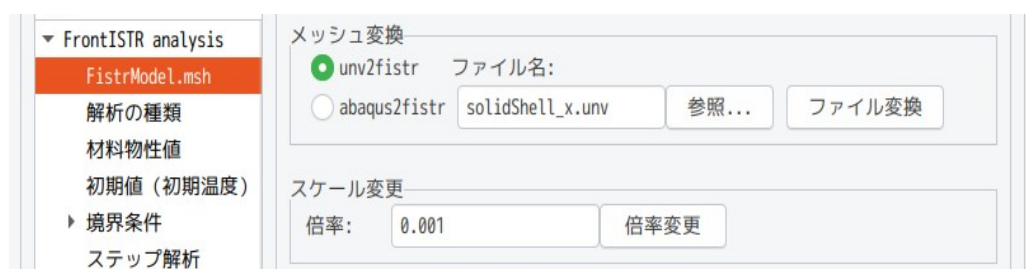 FrontISTR analysis
FistrModel.msh
解析の種類
材料物性値
初期値（初期温度）
境界条件
ステップ解析
メッシュ変換
unv2fistr ファイル名:
abaqus2fistr solidShell_x.unv 参照... ファイル変換
スケール変更
倍率: 0.001 倍率変更